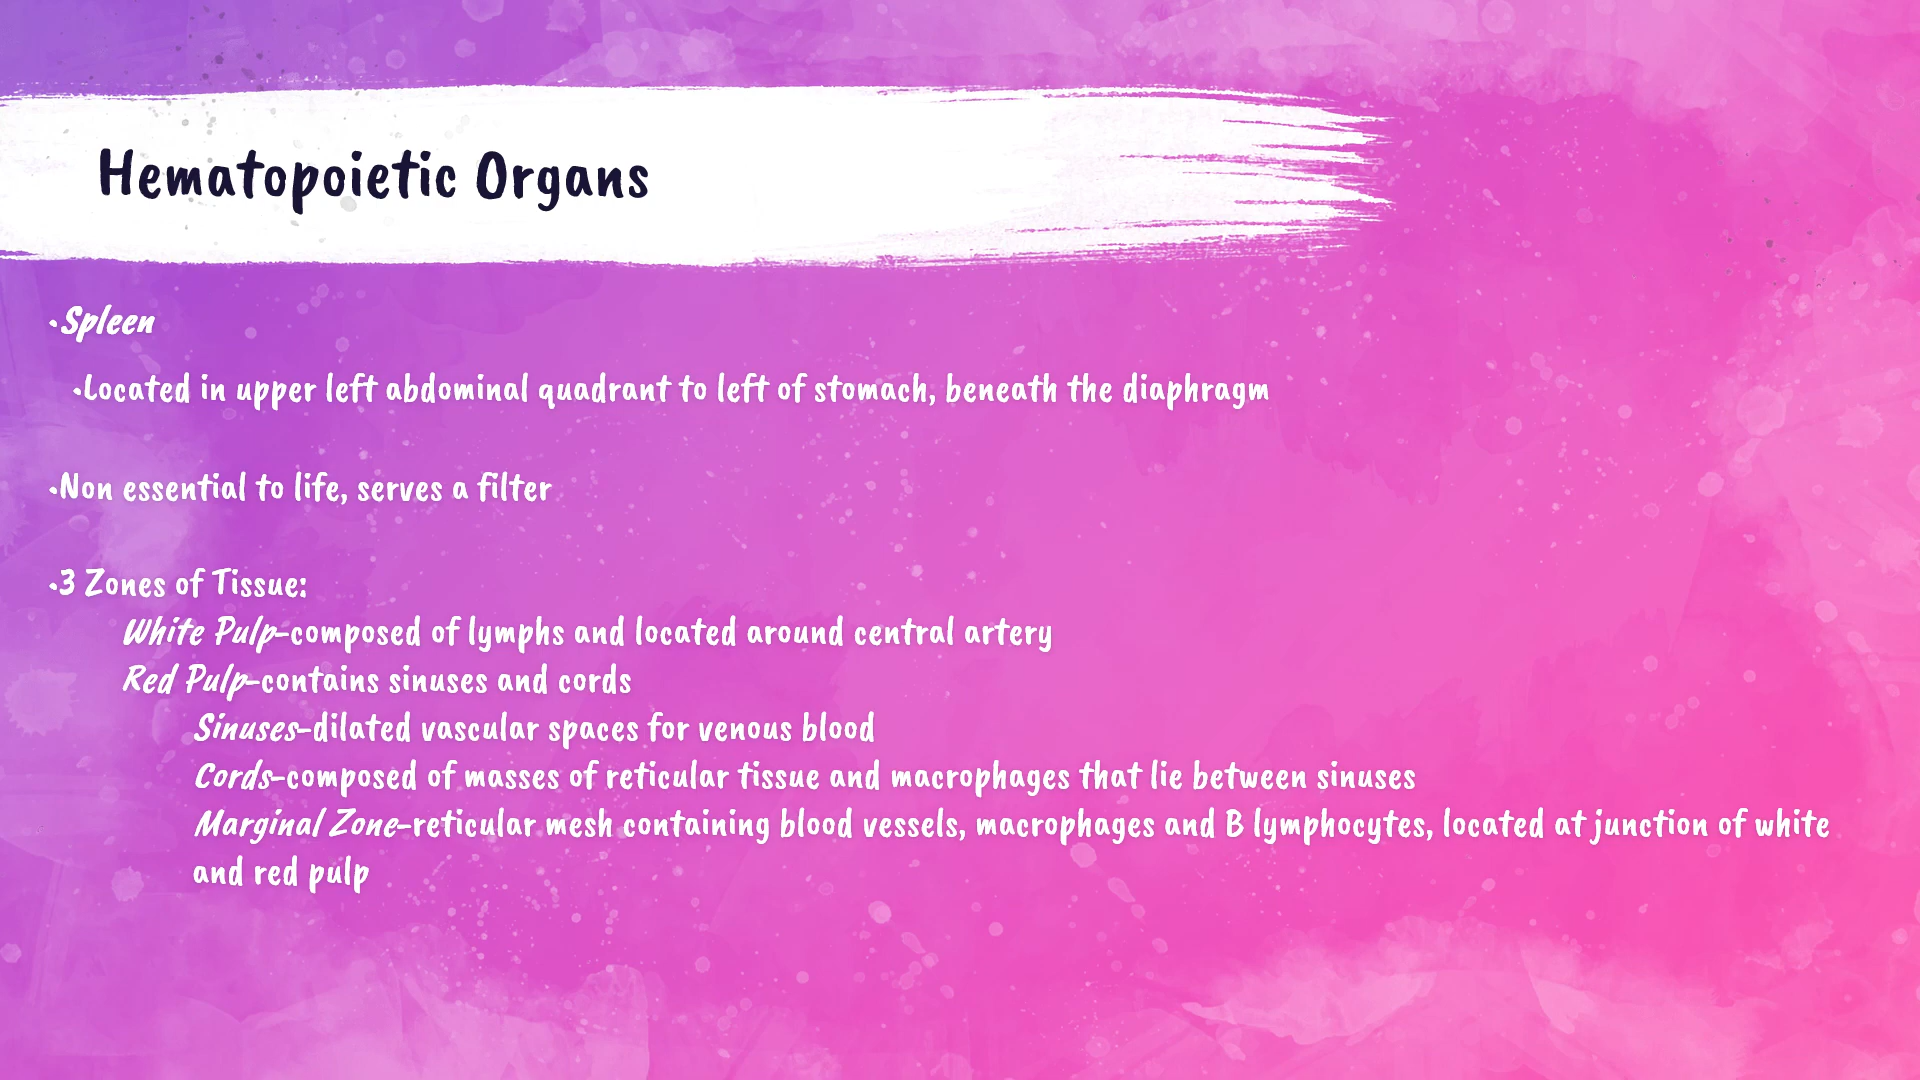 Hematopoietic Organs
•Spleen
•Located in upper left abdominal quadrant to left of stomach, beneath the diaphragm
•Non essential to life, serves a filter
•3 Zones of Tissue:
White Pulp-composed of lymphs and located around central artery
Red Pulp-contains sinuses and cords
Sinuses-dilated vascular spaces for venous blood
Cords-composed of masses of reticular tissue and macrophages that lie between sinuses
Marginal Zone-reticular mesh containing blood vessels, macrophages and B lymphocytes, located at junction of white
and red pulp